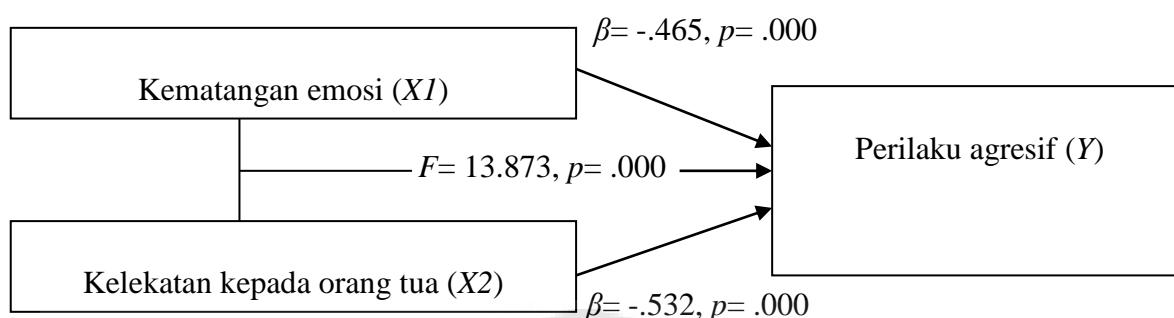 β= -.465, p= .000
Kematangan emosi (X1)
Perilaku agresif (Y)
F= 13.873, p= .000
Kelekatan kepada orang tua (X2)
β= -.532, p= .000